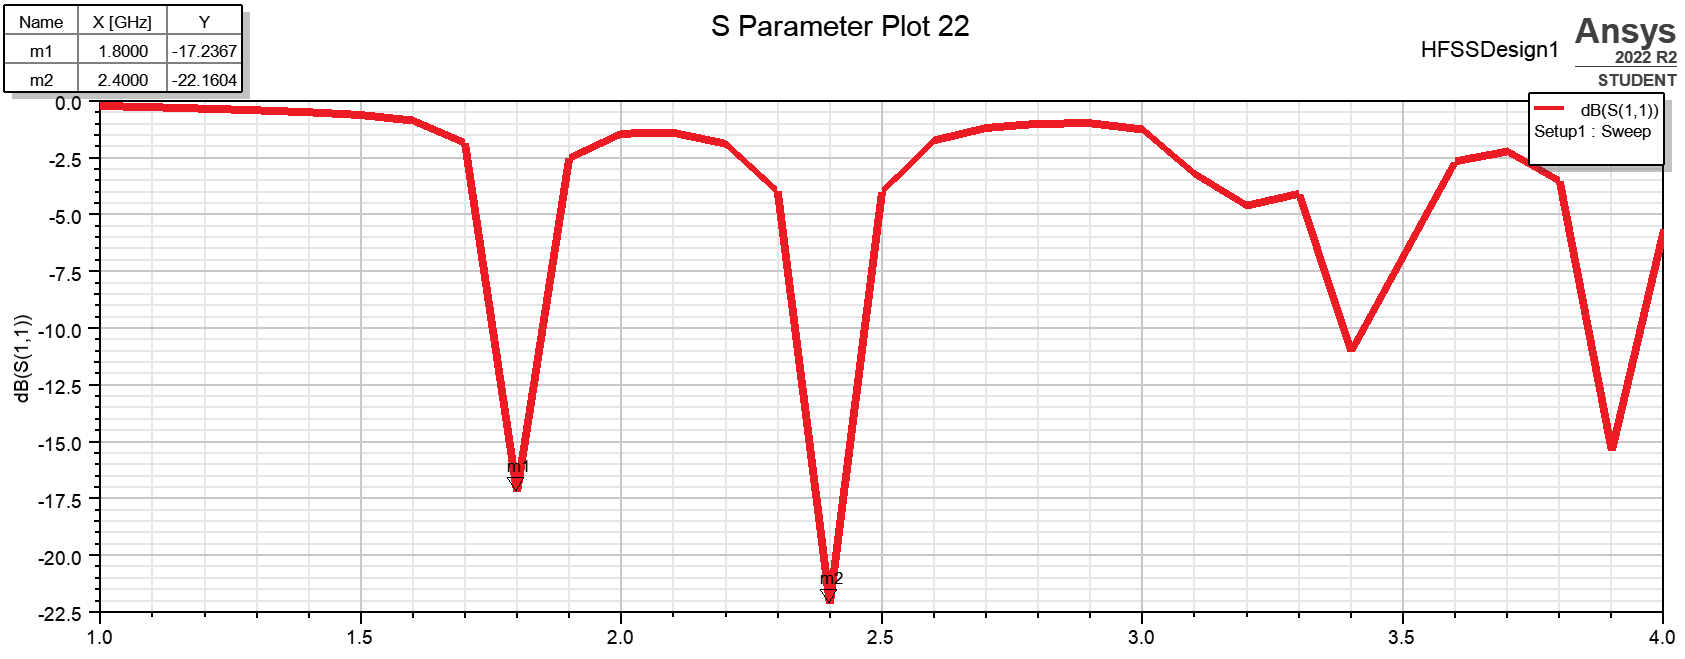 S Parameter Plot 22
Name X [GHz] Y
m1 1.8000 -17.2367
m2 2.4000 -22.1604
HFSSDesign1
Ansys
2022 R2
STUDENT
dB(S(1,1))
Setup1 : Sweep
dB(S(1,1))
0.0
-2.5
-5.0
-7.5
-10.0
-12.5
-15.0
-17.5
-20.0
-22.5
m1
m2
1.0 1.5 2.0 2.5 3.0 3.5 4.0